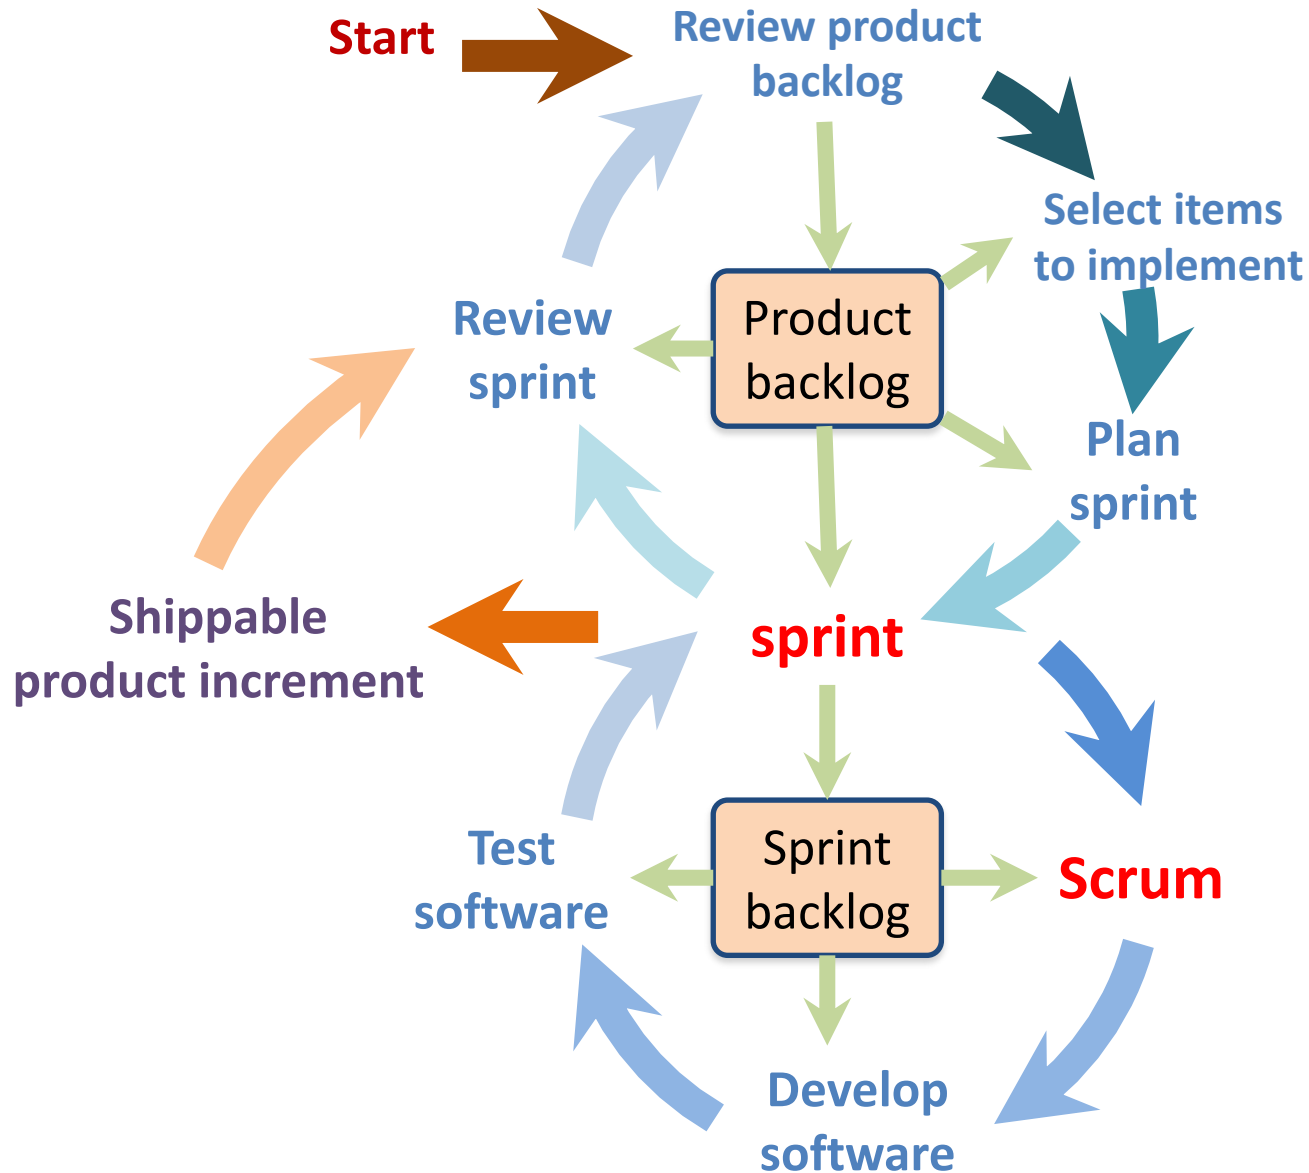 Start
Review product
backlog
Select items
to implement
Product
backlog
Review
sprint
Plan
sprint
Shippable
product increment
sprint
Sprint
backlog
Test
software
Scrum
Develop
software